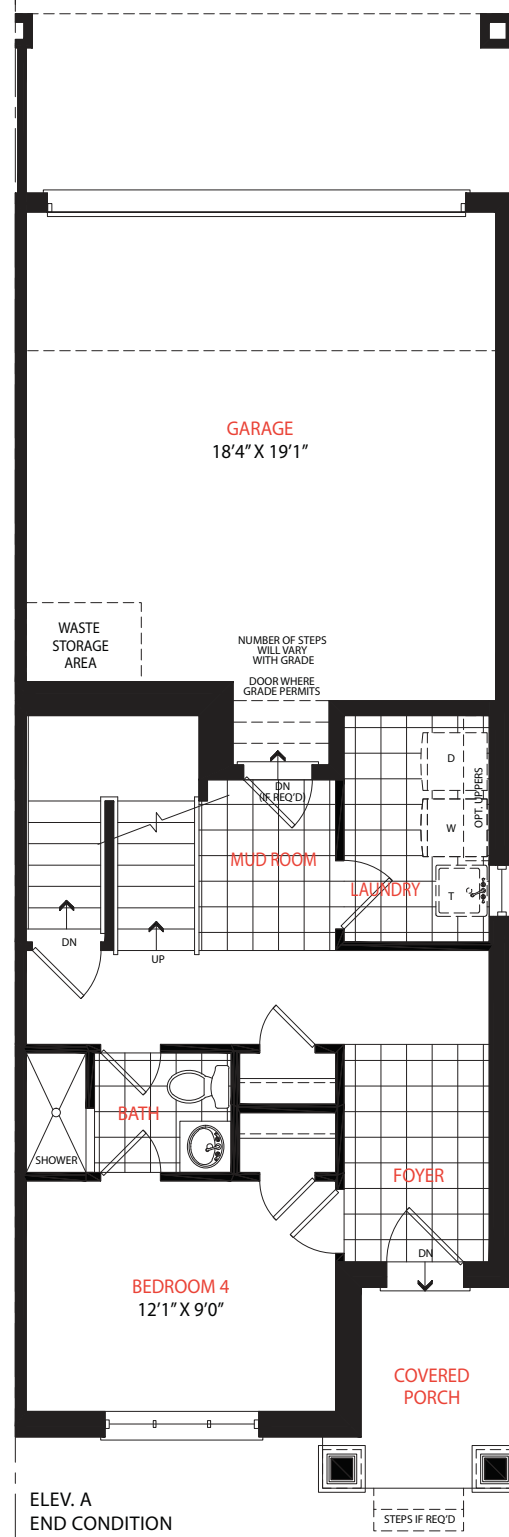 GARAGE
18'4" X 19'1"
WASTE
STORAGE
AREA
NUMBER OF STEPS
WILL VARY
WITH GRADE
DOOR WHERE
GRADE PERMITS
DN
(IF REQ'D)
D
OPT. UPPERS
W
MUD ROOM
LAUNDRY
T
DN
UP
BATH
SHOWER
FOYER
DN
BEDROOM 4
12'1" X 9'0"
COVERED
PORCH
ELEV. A
END CONDITION
STEPS IF REQ'D